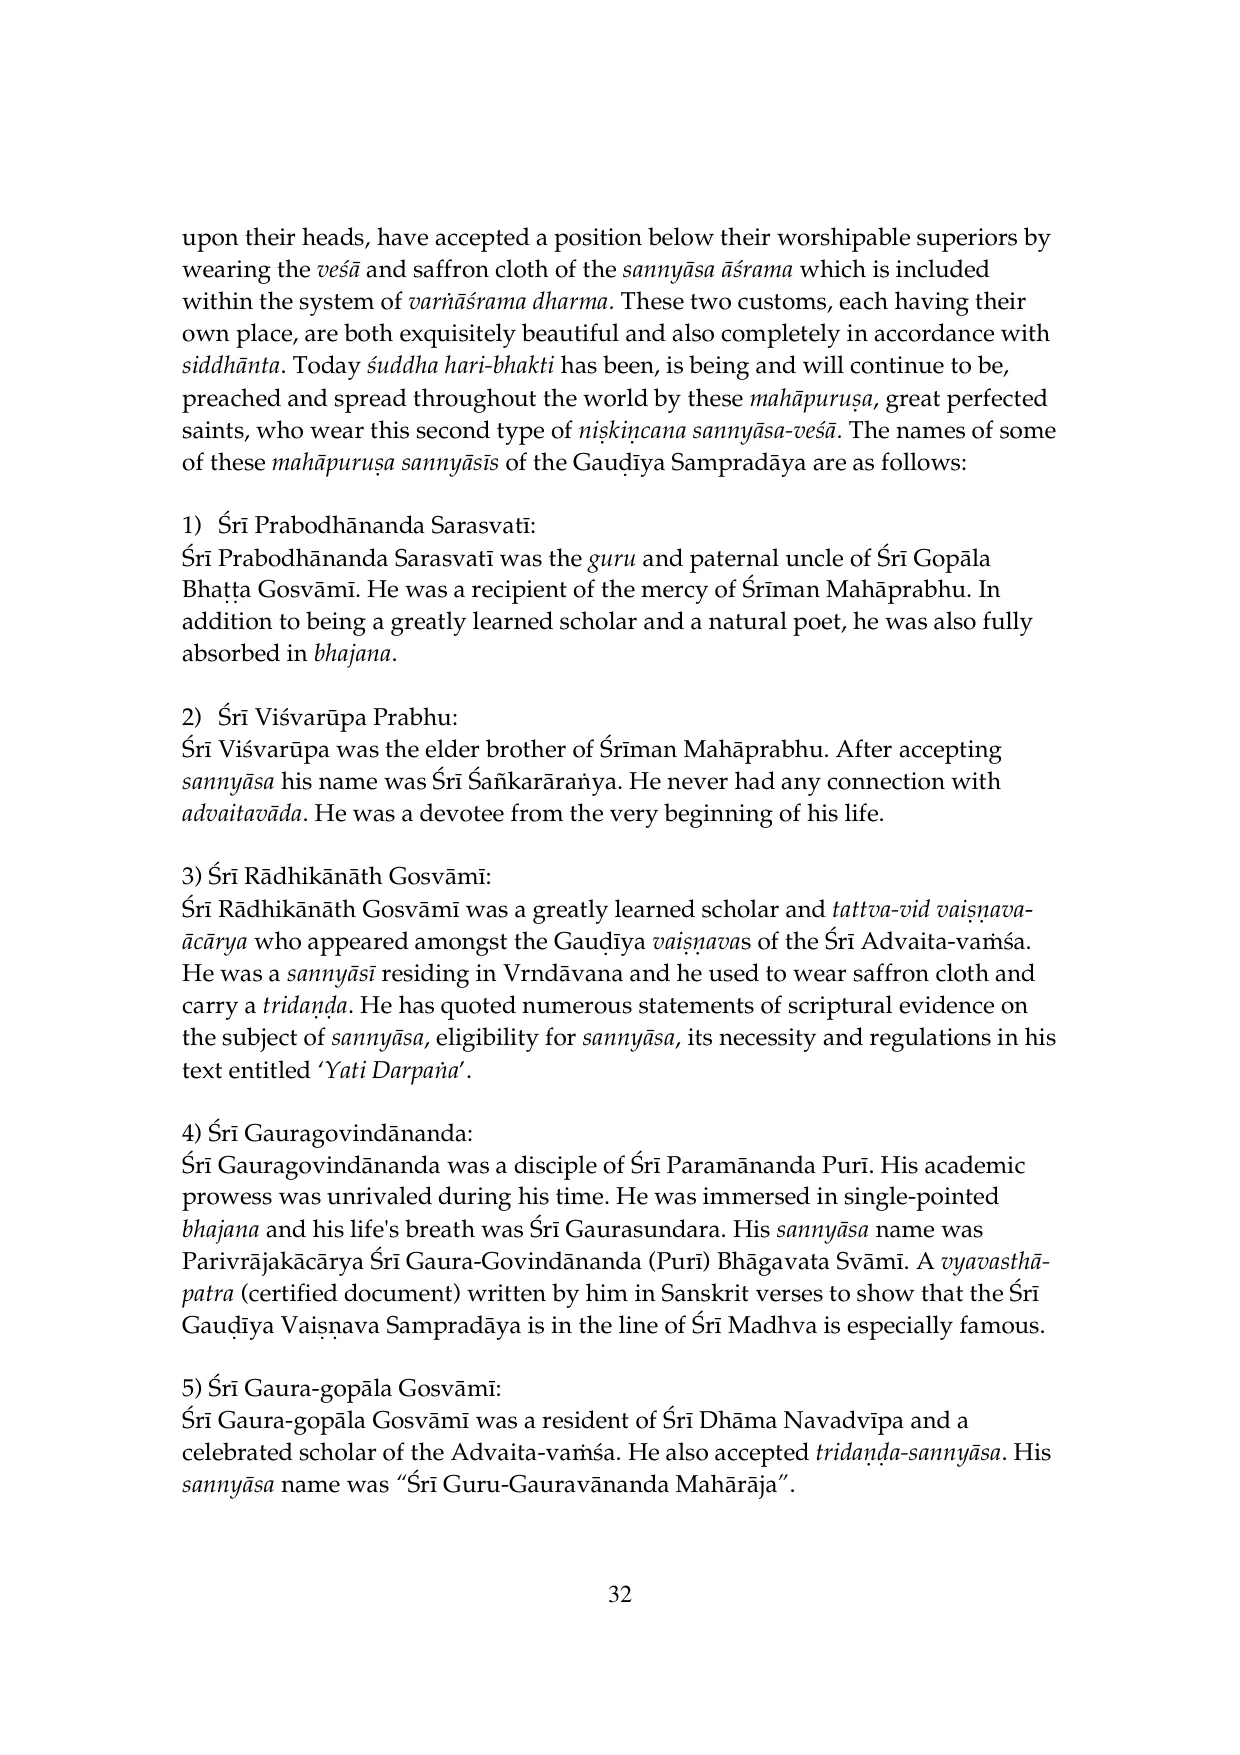 upon their heads, have accepted a position below their worshipable superiors by
wearing the veśā and saffron cloth of the sannyāsa āśrama which is included
within the system of varṅāśrama dharma. These two customs, each having their
own place, are both exquisitely beautiful and also completely in accordance with
siddhānta. Today śuddha hari-bhakti has been, is being and will continue to be,
preached and spread throughout the world by these mahāpuruṣa, great perfected
saints, who wear this second type of niṣkiṇcana sannyāsa-veśā. The names of some
of these mahāpuruṣa sannyāsīs of the Gauḍīya Sampradāya are as follows:
1) Śrī Prabodhānanda Sarasvatī:
Śrī Prabodhānanda Sarasvatī was the guru and paternal uncle of Śrī Gopāla
Bhaṭṭa Gosvāmī. He was a recipient of the mercy of Śrīman Mahāprabhu. In
addition to being a greatly learned scholar and a natural poet, he was also fully
absorbed in bhajana.
2) Śrī Viśvarūpa Prabhu:
Śrī Viśvarūpa was the elder brother of Śrīman Mahāprabhu. After accepting
sannyāsa his name was Śrī Śañkarāraṅya. He never had any connection with
advaitavāda. He was a devotee from the very beginning of his life.
3) Śrī Rādhikānāth Gosvāmī:
Śrī Rādhikānāth Gosvāmī was a greatly learned scholar and tattva-vid vaiṣṇava-
ācārya who appeared amongst the Gauḍīya vaiṣṇavas of the Śrī Advaita-vaṁśa.
He was a sannyāsī residing in Vrndāvana and he used to wear saffron cloth and
carry a tridaṇḍa. He has quoted numerous statements of scriptural evidence on
the subject of sannyāsa, eligibility for sannyāsa, its necessity and regulations in his
text entitled ‘Yati Darpaṅa’.
4) Śrī Gauragovindānanda:
Śrī Gauragovindānanda was a disciple of Śrī Paramānanda Purī. His academic
prowess was unrivaled during his time. He was immersed in single-pointed
bhajana and his life's breath was Śrī Gaurasundara. His sannyāsa name was
Parivrājakācārya Śrī Gaura-Govindānanda (Purī) Bhāgavata Svāmī. A vyavasthā-
patra (certified document) written by him in Sanskrit verses to show that the Śrī
Gauḍīya Vaiṣṇava Sampradāya is in the line of Śrī Madhva is especially famous.
5) Śrī Gaura-gopāla Gosvāmī:
Śrī Gaura-gopāla Gosvāmī was a resident of Śrī Dhāma Navadvīpa and a
celebrated scholar of the Advaita-vaṁśa. He also accepted tridaṇḍa-sannyāsa. His
sannyāsa name was “Śrī Guru-Gauravānanda Mahārāja”.
32